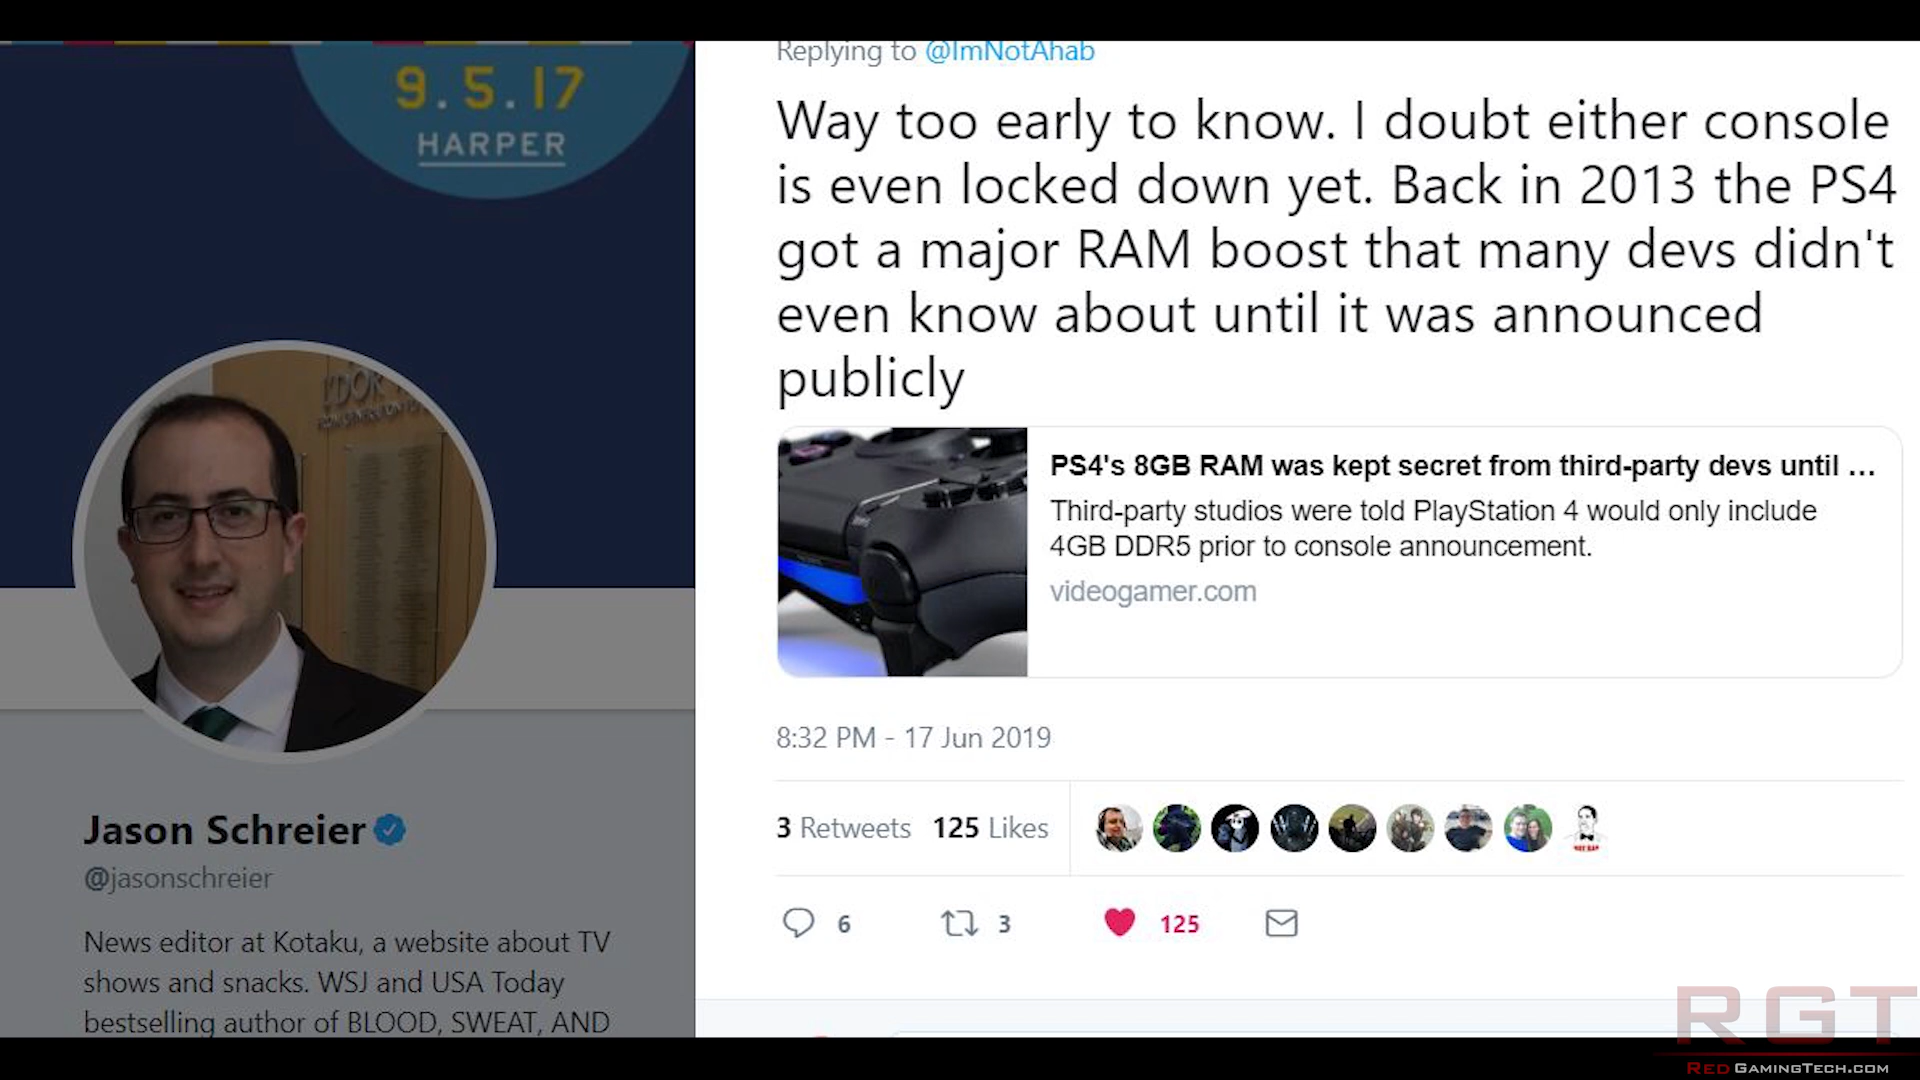 9.5.17
HARPER
Jason Schreier
@jasonschreier
News editor at Kotaku, a website about TV
shows and snacks. WSJ and USA Today
bestselling author of BLOOD, SWEAT, AND
Replying to @ImNotAhab
Way too early to know. I doubt either console
is even locked down yet. Back in 2013 the PS4
got a major RAM boost that many devs didn't
even know about until it was announced
publicly
PS4's 8GB RAM was kept secret from third-party devs until ...
Third-party studios were told PlayStation 4 would only include
4GB DDR5 prior to console announcement.
videogamer.com
8:32 PM - 17 Jun 2019
3 Retweets 125 Likes
6 3 125
RGT
REDGAMINGTECH.COM